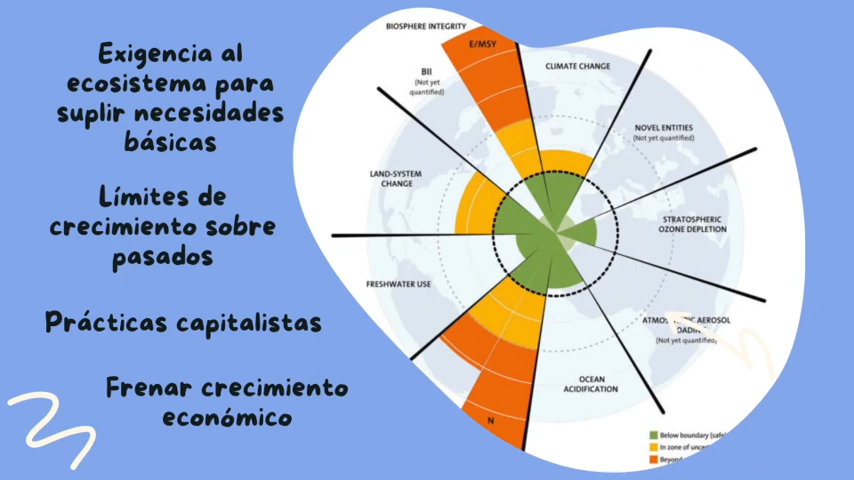 Exigencia al
ecosistema para
suplir necesidades
básicas
Límites de
crecimiento sobre
pasados
Prácticas capitalistas
Frenar crecimiento
económico
BIOSPHERE INTEGRITY
E/MSY
BII
(Not yet
quantified)
CLIMATE CHANGE
NOVEL ENTITIES
(Not yet quantified)
STRATOSPHERIC
OZONE DEPLETION
AEROSOL
(Not yet quantified)
OCEAN
ACIDIFICATION
N
FRESHWATER USE
LAND-SYSTEM
CHANGE
Below boundary (safe)
In zone of